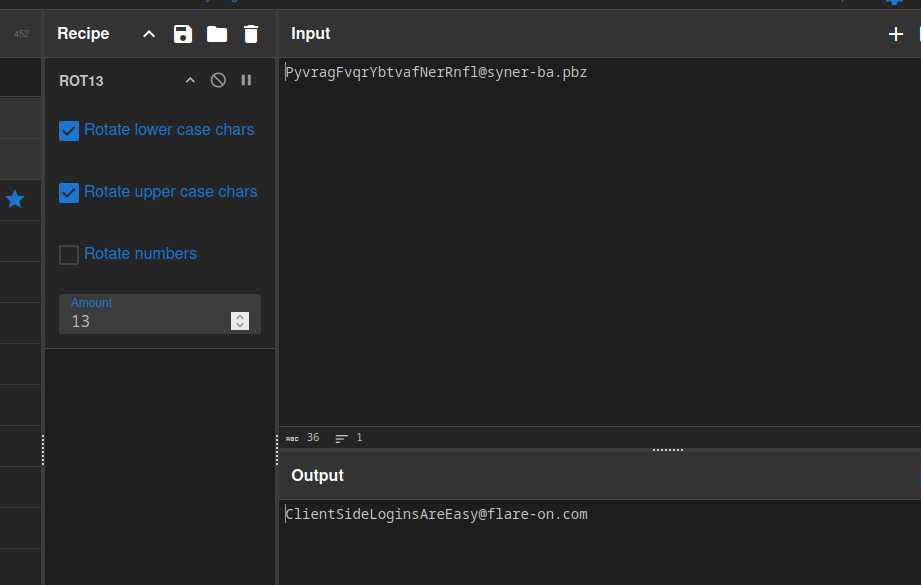 452
Recipe
Input
ROT13
PyvragFvqrYbtvafNerRnfl@syner-ba.pbz
Rotate lower case chars
Rotate upper case chars
Rotate numbers
Amount
13
ABC 36 1
Output
ClientSideLoginsAreEasy@flare-on.com